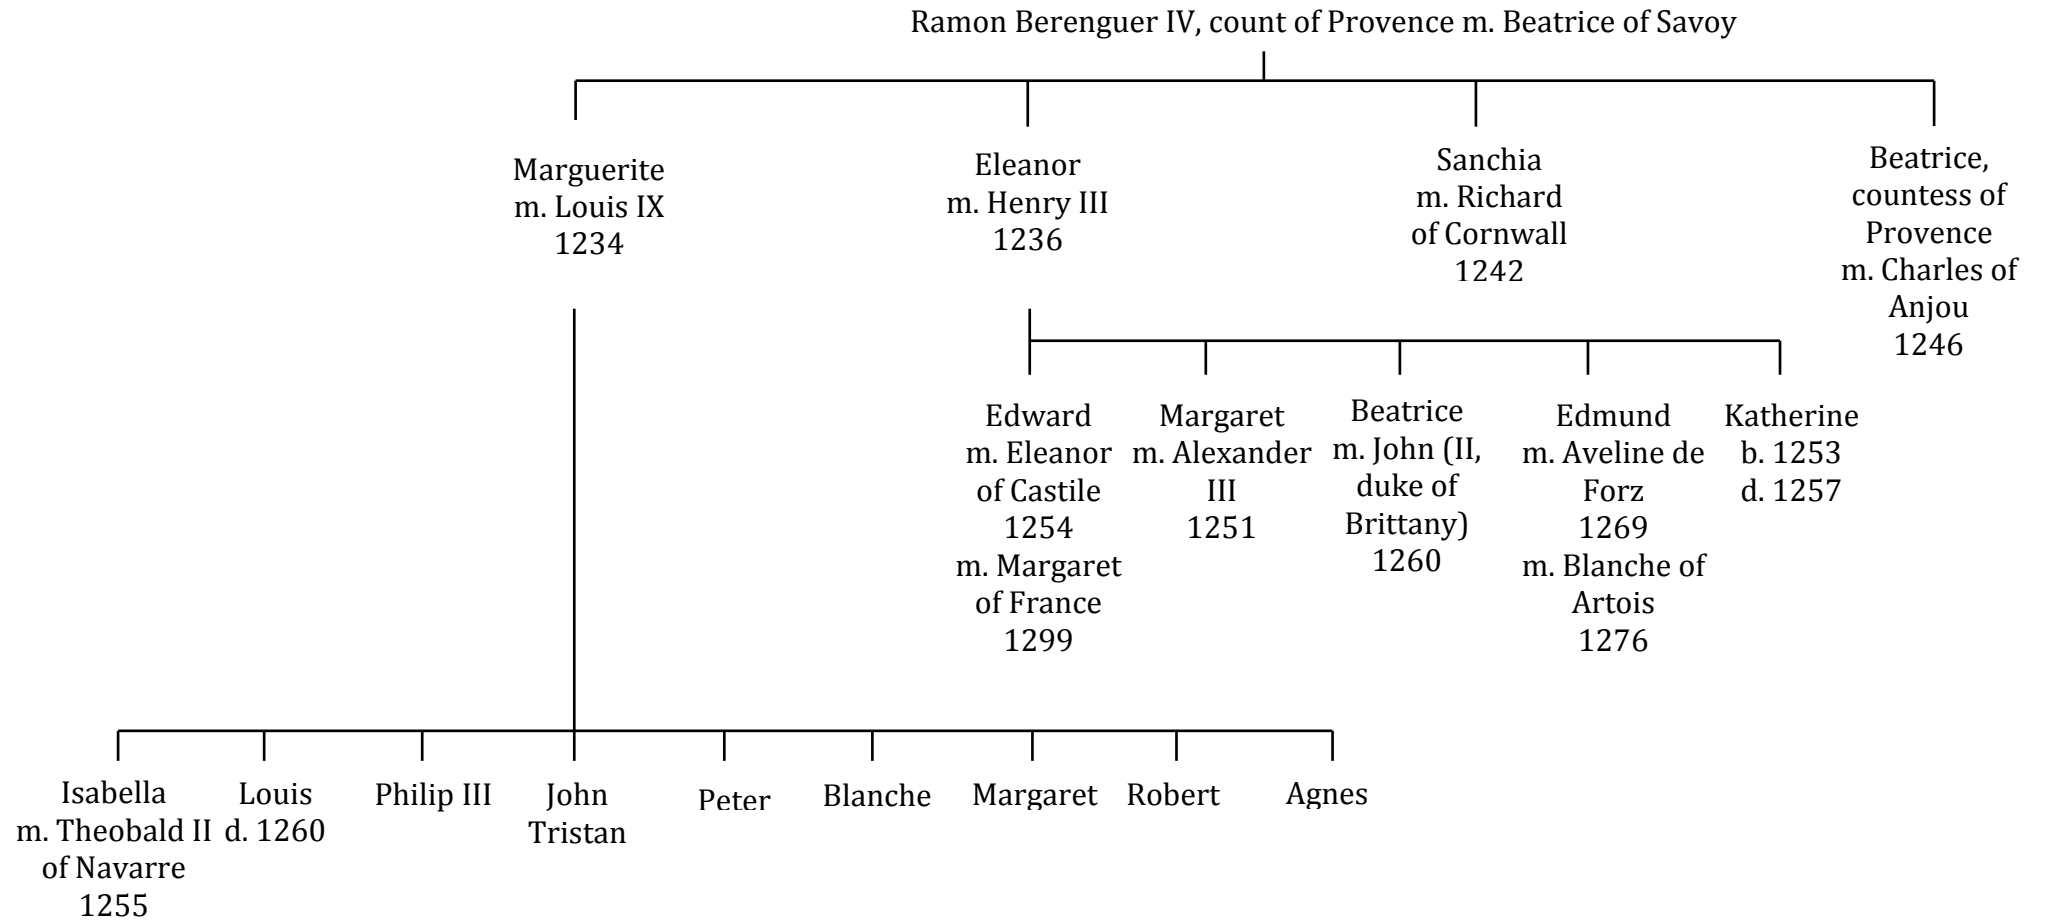 Ramon Berenguer IV, count of Provence m. Beatrice of Savoy
Marguerite
m. Louis IX
1234
Eleanor
m. Henry III
1236
Sanchia
m. Richard
of Cornwall
1242
Beatrice,
countess of
Provence
m. Charles of
Anjou
1246
Edward
m. Eleanor
of Castile
1254
m. Margaret
of France
1299
Margaret
m. Alexander
III
1251
Beatrice
m. John (II,
duke of
Brittany)
1260
Edmund
m. Aveline de
Forz
1269
m. Blanche of
Artois
1276
Katherine
b. 1253
d. 1257
Isabella
m. Theobald II
of Navarre
1255
Louis
d. 1260
Philip III
John
Tristan
Peter
Blanche
Margaret
Robert
Agnes